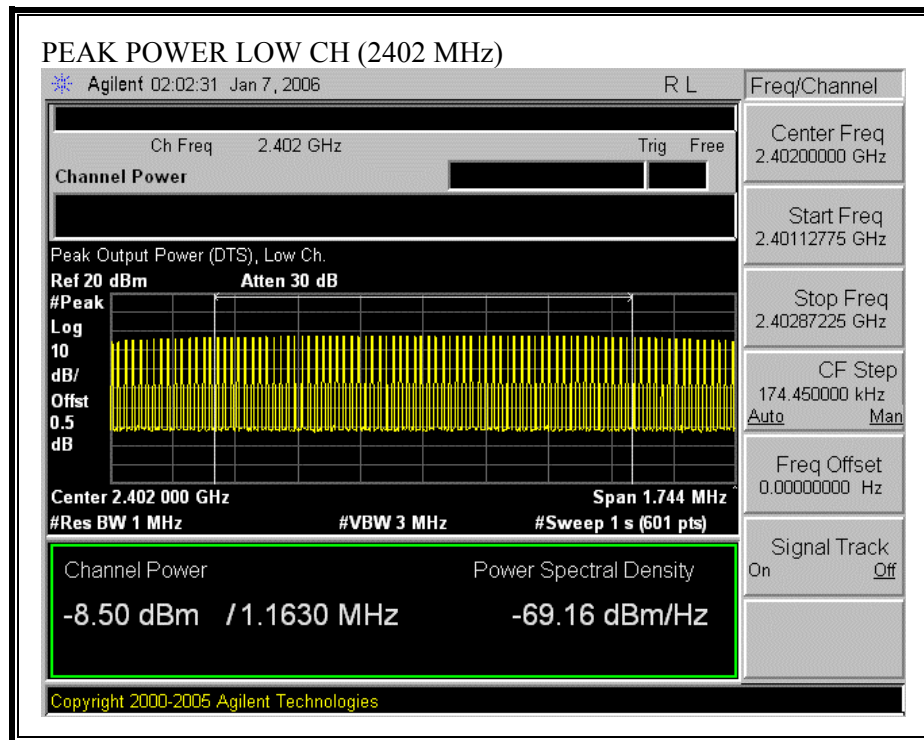 PEAK POWER LOW CH (2402 MHz)
Agilent 02:02:31 Jan 7, 2006 R L
Freq/Channel
Ch Freq 2.402 GHz Trig Free
Channel Power
Center Freq
2.40200000 GHz
Start Freq
2.40112775 GHz
Stop Freq
2.40287225 GHz
CF Step
174.450000 kHz
Auto Man
Freq Offset
0.00000000 Hz
Signal Track
On Off
Peak Output Power (DTS), Low Ch.
Ref 20 dBm Atten 30 dB
#Peak
Log
10
dB/
Offst
0.5
dB
Center 2.402 000 GHz Span 1.744 MHz
#Res BW 1 MHz #VBW 3 MHz #Sweep 1 s (601 pts)
Channel Power Power Spectral Density
-8.50 dBm /1.1630 MHz -69.16 dBm/Hz
Copyright 2000-2005 Agilent Technologies